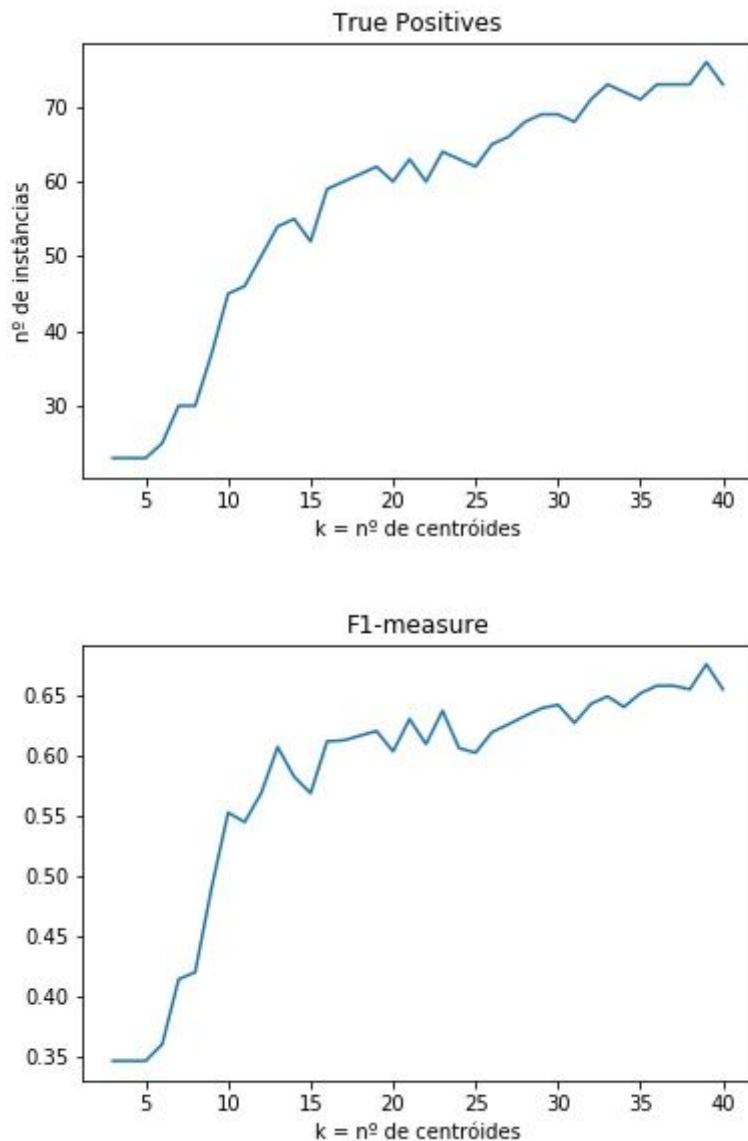 True Positives
nº de instâncias
70
60
50
40
30
5 10 15 20 25 30 35 40
k = nº de centróides
F1-measure
0.65
0.60
0.55
0.50
0.45
0.40
0.35
5 10 15 20 25 30 35 40
k = nº de centróides